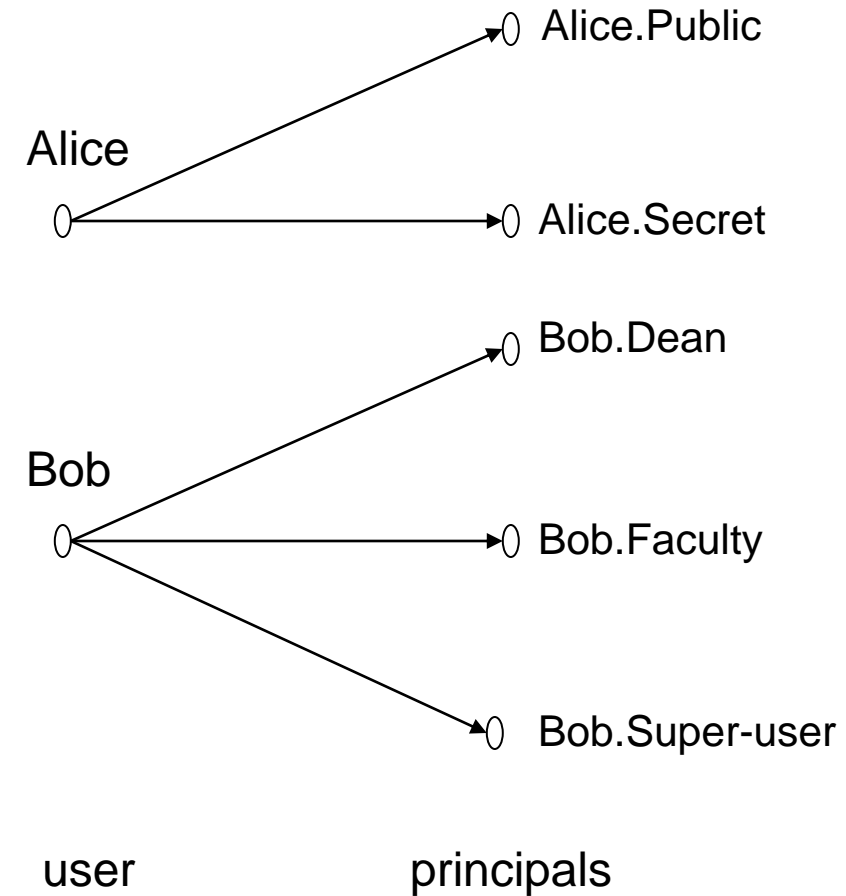 Alice.Public
Alice
Alice.Secret
Bob.Dean
Bob
Bob.Faculty
Bob.Super-user
user principals